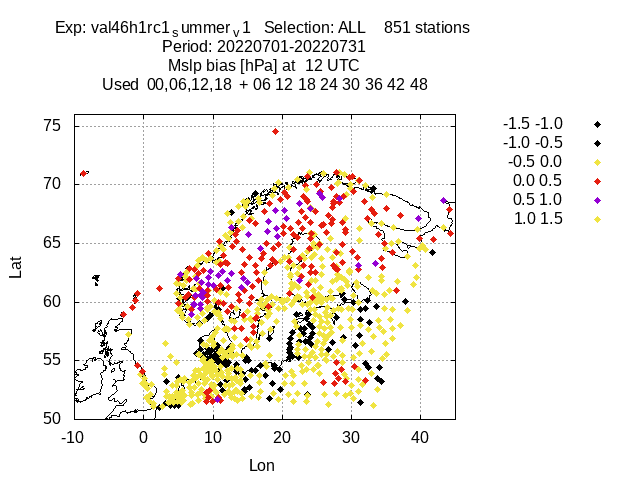 Exp: val46h1rc1summerv1 Selection: ALL 851 stations
Period: 20220701-20220731
Mslp bias [hPa] at 12 UTC
Used 00,06,12,18 + 06 12 18 24 30 36 42 48
-1.5 -1.0
-1.0 -0.5
-0.5 0.0
0.0 0.5
0.5 1.0
1.0 1.5
75
70
65
60
55
50
Lat
-10 0 10 20 30 40
Lon